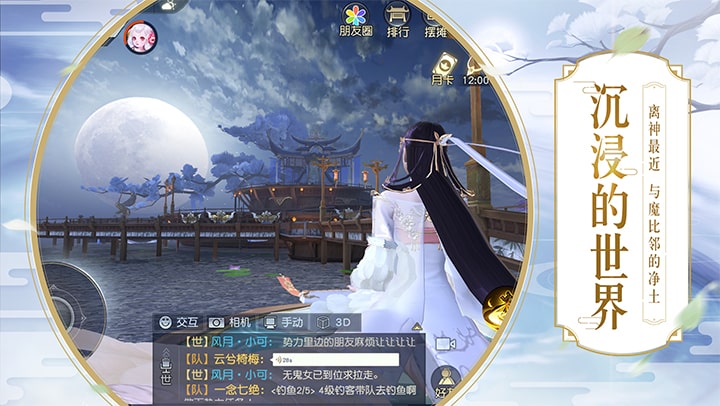 朋友圈
排行
摆摊
月卡
12:00
沉浸的世界
离神最近 与魔比邻的净土
交互 相机 手动 3D
世
【世】风月·小可: 势力里边的朋友麻烦让让让让
【队】云兮椅梅: 20s
【世】风月·小可: 无鬼女已到位求拉走。
【队】一念七绝: <钓鱼2/5> 4级钓客带队去钓鱼啊